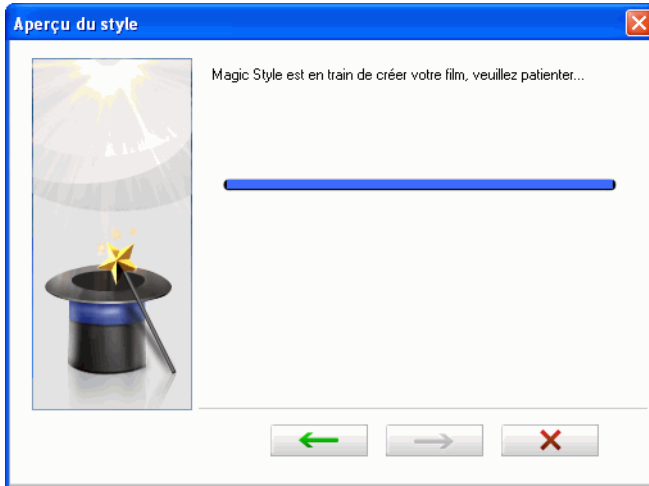 Aperçu du style
Magic Style est en train de créer votre film, veuillez patienter...